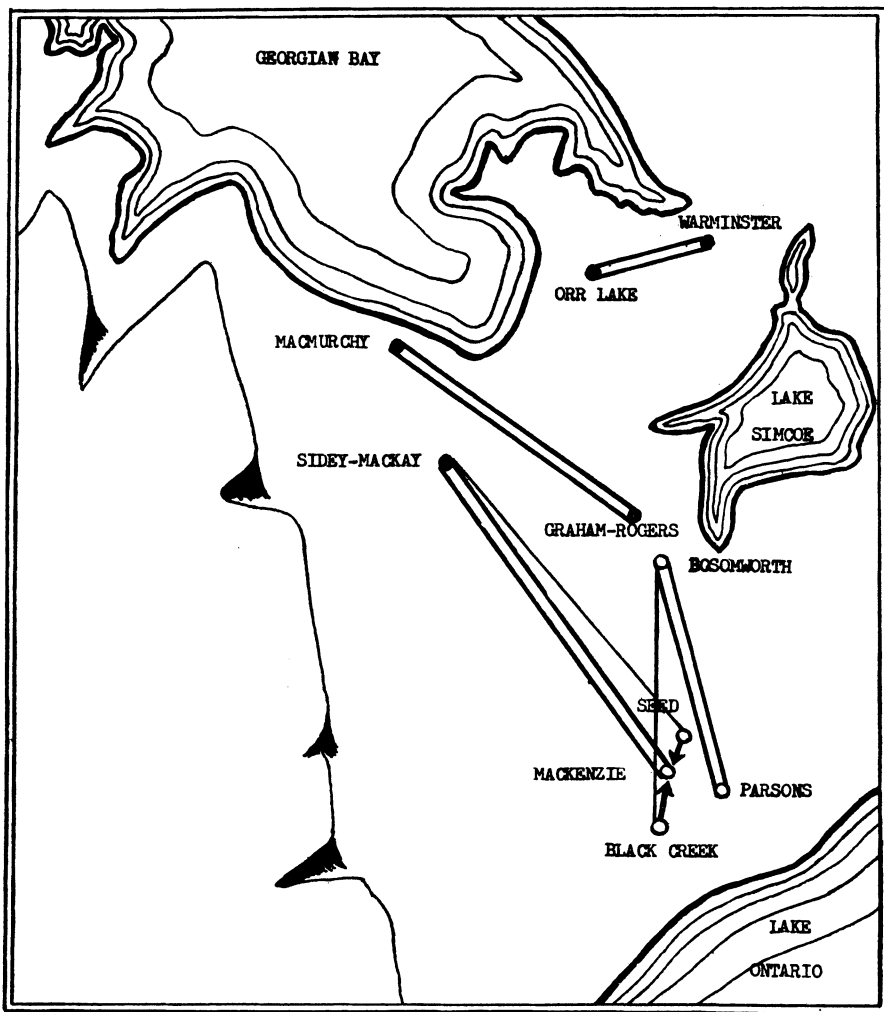 GEORGIAN BAY
WARMINSTER
ORR LAKE
MACMURCHY
LAKE
SIMCOE
SIDEY-MACKAY
GRAHAM-ROGERS
BOSOMWORTH
SEED
MACKENZIE
PARSONS
BLACK CREEK
LAKE
ONTARIO